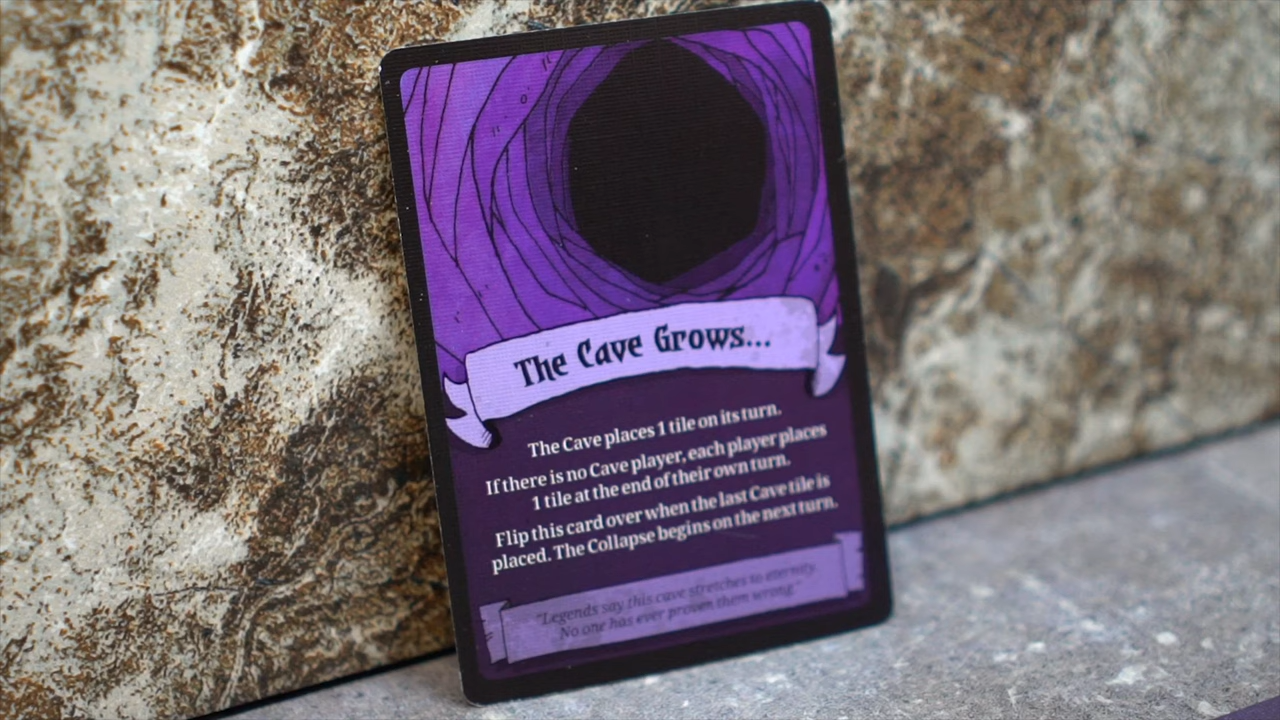 The Cave Grows...
The Cave places 1 tile on its turn.
If there is no Cave player, each player places
1 tile at the end of their own turn.
Flip this card over when the last Cave tile is
placed. The Collapse begins on the next turn.
"Legends say this cave stretches to eternity.
No one has ever proven them wrong."